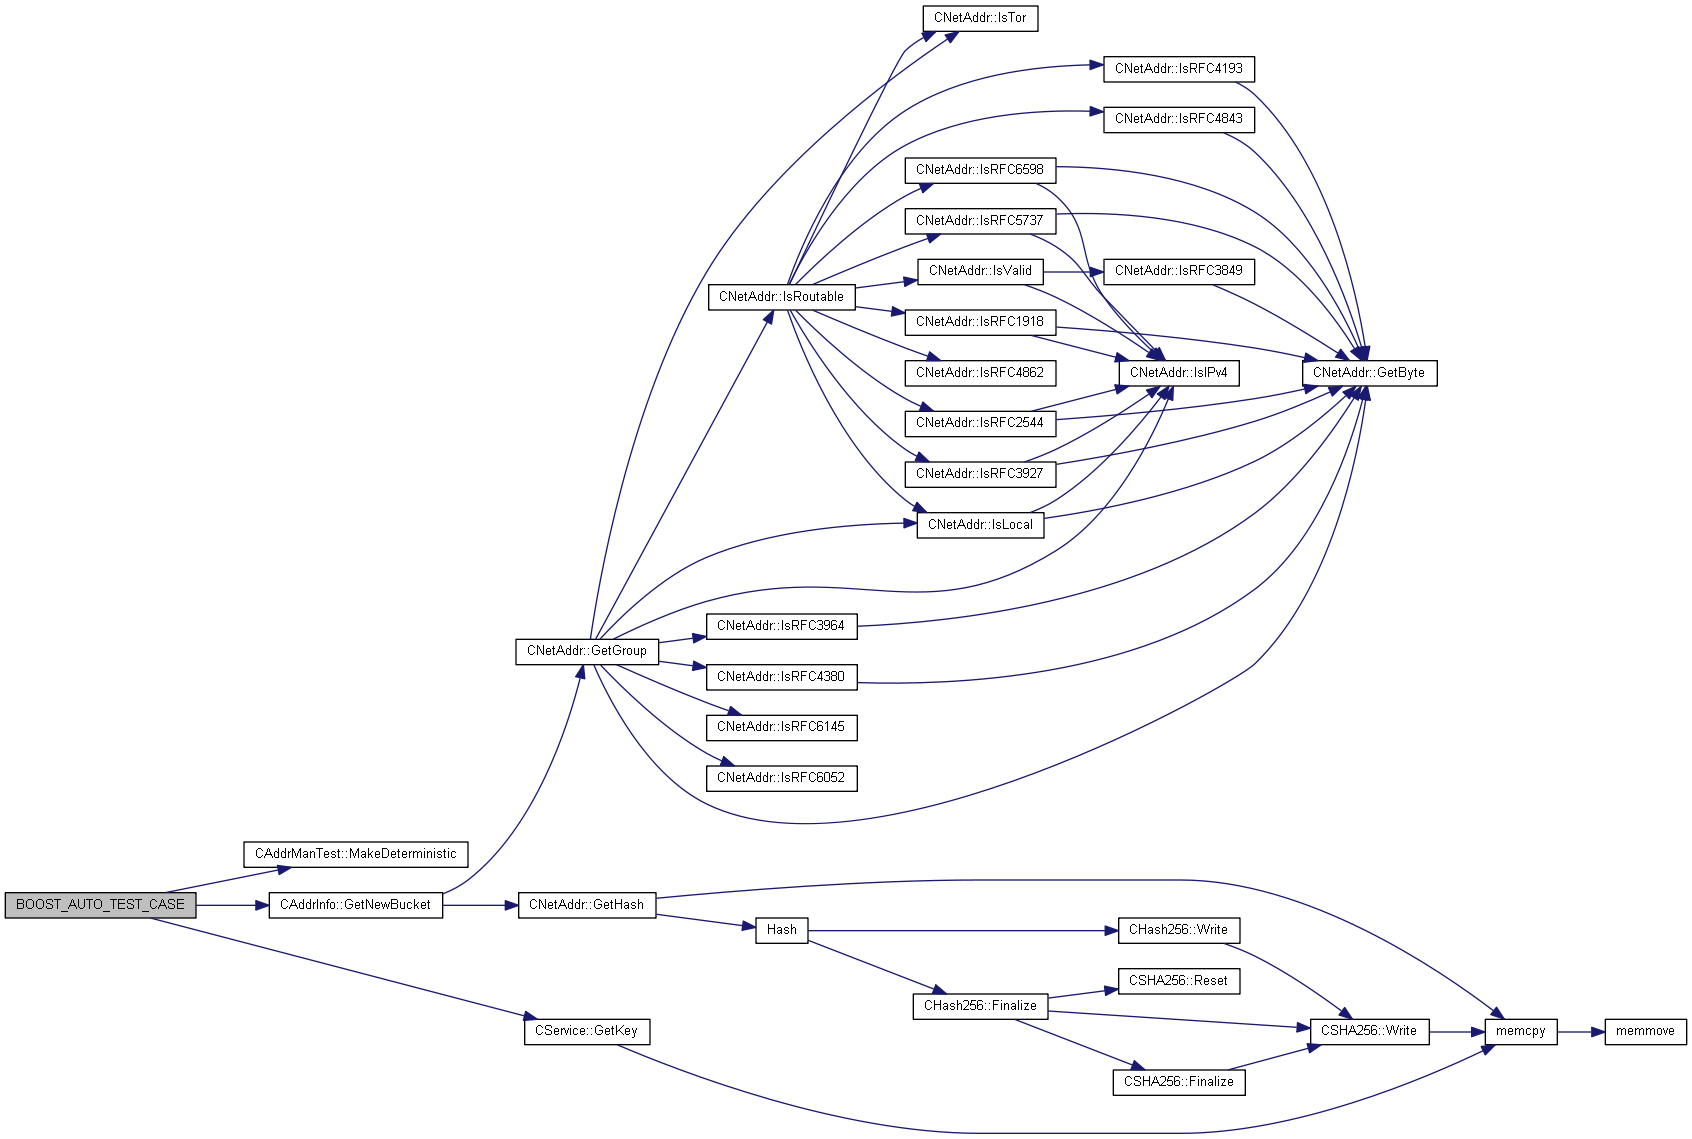 CNetAddr::IsTor
CNetAddr::IsRFC4193
CNetAddr::IsRFC4843
CNetAddr::IsRFC6598
CNetAddr::IsRFC5737
CNetAddr::IsValid
CNetAddr::IsRFC3849
CNetAddr::IsRoutable
CNetAddr::IsRFC1918
CNetAddr::IsRFC4862
CNetAddr::IsIPv4
CNetAddr::GetByte
CNetAddr::IsRFC2544
CNetAddr::IsRFC3927
CNetAddr::IsLocal
CNetAddr::IsRFC3964
CNetAddr::GetGroup
CNetAddr::IsRFC4380
CNetAddr::IsRFC6145
CNetAddr::IsRFC6052
CAddrManTest::MakeDeterministic
BOOST_AUTO_TEST_CASE
CAddrInfo::GetNewBucket
CNetAddr::GetHash
Hash
CHash256::Write
CSHA256::Reset
CHash256::Finalize
CService::GetKey
CSHA256::Write
memcpy
memmove
CSHA256::Finalize